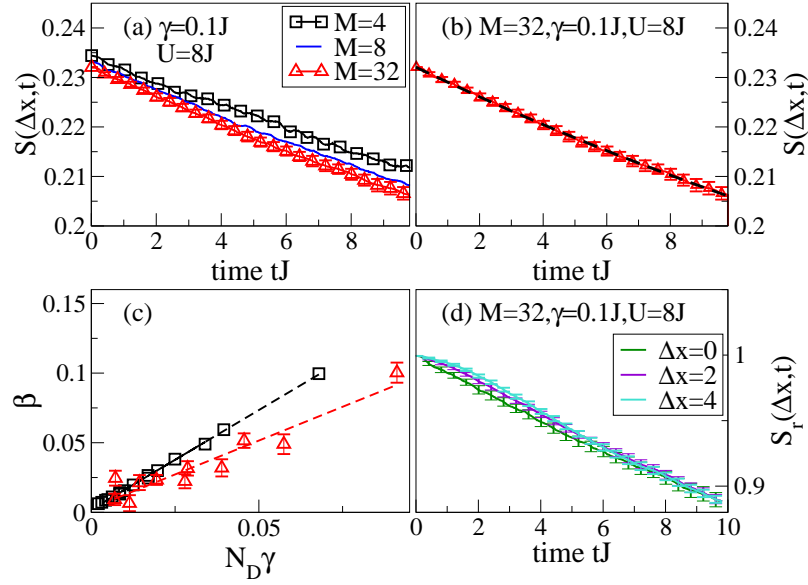 (a) γ=0.1J
U=8J
M=4
M=8
M=32
0.24
0.23
0.22
0.21
0.2
S(Δx,t)
0 2 4 6 8
time tJ
(b) M=32,γ=0.1J,U=8J
0.24
0.23
0.22
0.21
0.2
S(Δx,t)
0 2 4 6 8
time tJ
(c)
0.15
0.1
0.05
0
β
0.05
N_Dγ
(d) M=32,γ=0.1J,U=8J
Δx=0
Δx=2
Δx=4
1
0.9
S_r(Δx,t)
0 2 4 6 8 10
time tJ